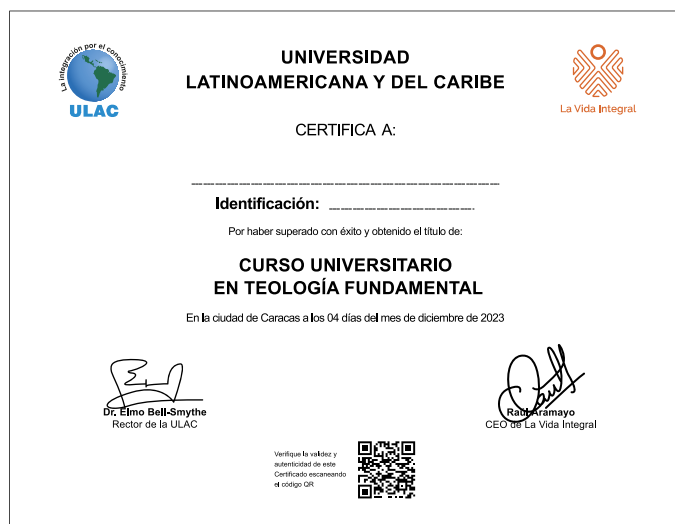 La integración por el conocimiento
ULAC
UNIVERSIDAD
LATINOAMERICANA Y DEL CARIBE
La Vida Integral
CERTIFICA A:
Identificación:
Por haber superado con éxito y obtenido el título de:
CURSO UNIVERSITARIO
EN TEOLOGÍA FUNDAMENTAL
En la ciudad de Caracas a los 04 días del mes de diciembre de 2023
Dr. Elmo Bell-Smythe
Rector de la ULAC
Raúl Aramayo
CEO de La Vida Integral
Verifique la validez y
autenticidad de este
Certificado escaneando
el código QR